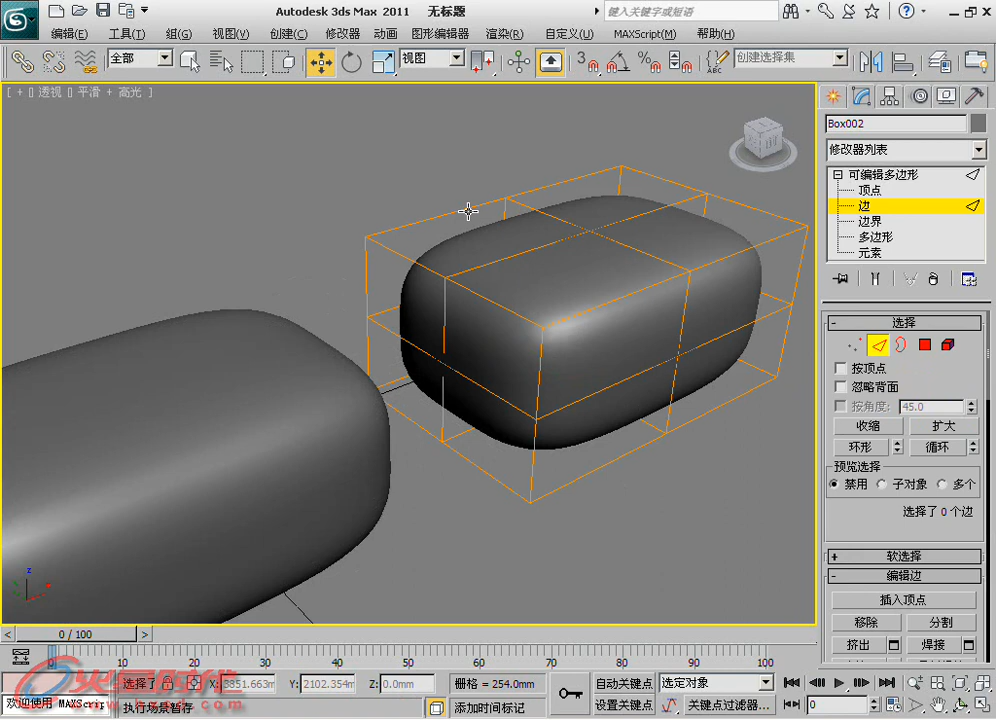 Autodesk 3ds Max 2011 无标题
键入关键字或短语
编辑(E) 工具(T) 组(G) 视图(V) 创建(C) 修改器 动画 图形编辑器 渲染(R) 自定义(U) MAXScript(M) 帮助(H)
全部 视图 3 % ABC 创建选择集
[ + [] 透视 [] 平滑 + 高光 ]
Box002
修改器列表
可编辑多边形
顶点
边
边界
多边形
元素
- 选择
按顶点
忽略背面
按角度: 45.0
收缩 扩大
环形 循环
预览选择
禁用 子对象 多个
选择了 0 个边
+ 软选择
- 编辑边
插入顶点
移除 分割
挤出 焊接
z
< 0 / 100 >
0 10 20 30 40 50 60 70 80 90 100
选择了 X: 3851.663m Y: 2102.354m Z: 0.0mm 栅格 = 254.0mm 自动关键点 选定对象
欢迎使用 MAXScrip 执行场景暂存 添加时间标记 设置关键点 关键点过滤器... 0